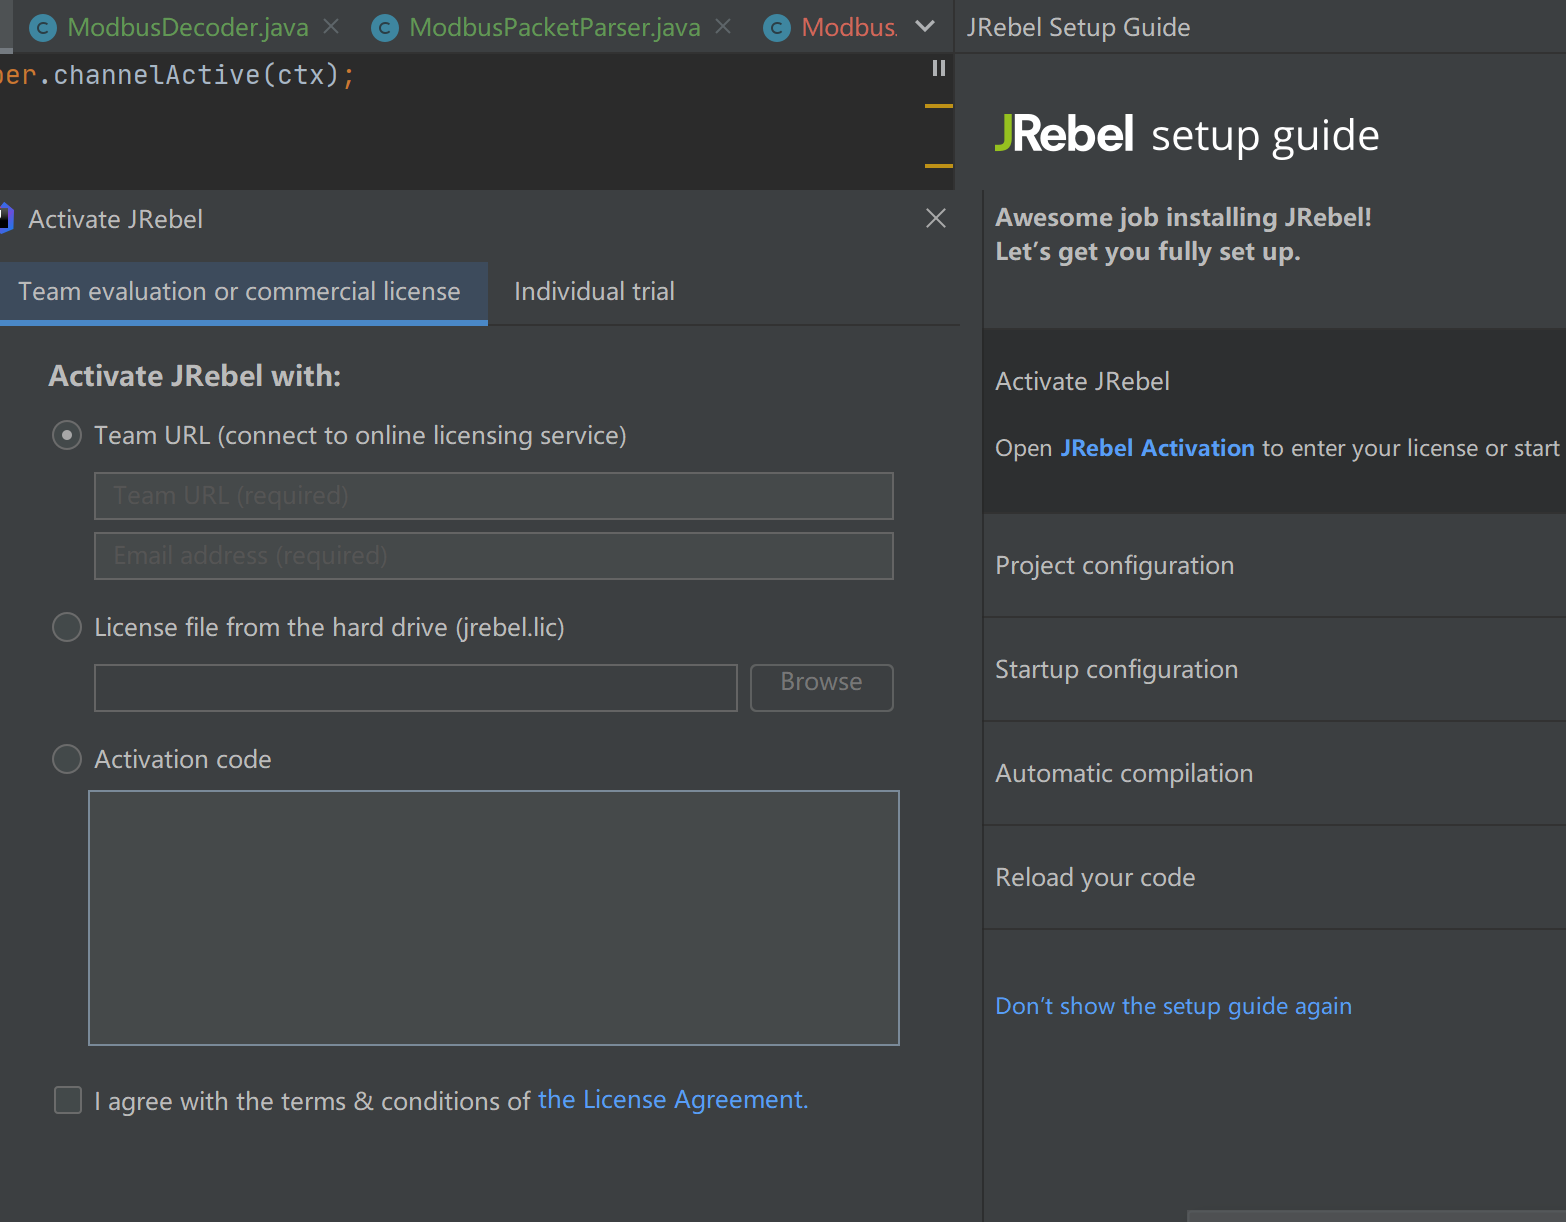 ModbusDecoder.java
ModbusPacketParser.java
Modbus.
JRebel Setup Guide
per.channelActive(ctx);
JRebel setup guide
Activate JRebel
Awesome job installing JRebel!
Let's get you fully set up.
Team evaluation or commercial license
Individual trial
Activate JRebel with:
Team URL (connect to online licensing service)
Team URL (required)
Email address (required)
License file from the hard drive (jrebel.lic)
Browse
Activation code
I agree with the terms & conditions of the License Agreement.
Activate JRebel
Open JRebel Activation to enter your license or start
Project configuration
Startup configuration
Automatic compilation
Reload your code
Don't show the setup guide again